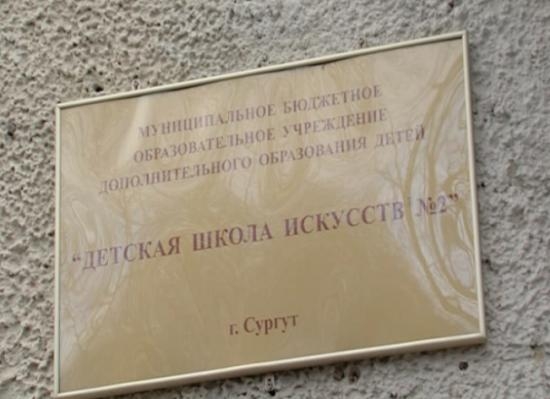 МУНИЦИПАЛЬНОЕ БЮДЖЕТНОЕ
ОБРАЗОВАТЕЛЬНОЕ УЧРЕЖДЕНИЕ
ДОПОЛНИТЕЛЬНОГО ОБРАЗОВАНИЯ ДЕТЕЙ
“ДЕТСКАЯ ШКОЛА ИСКУССТВ №2”
г. Сургут